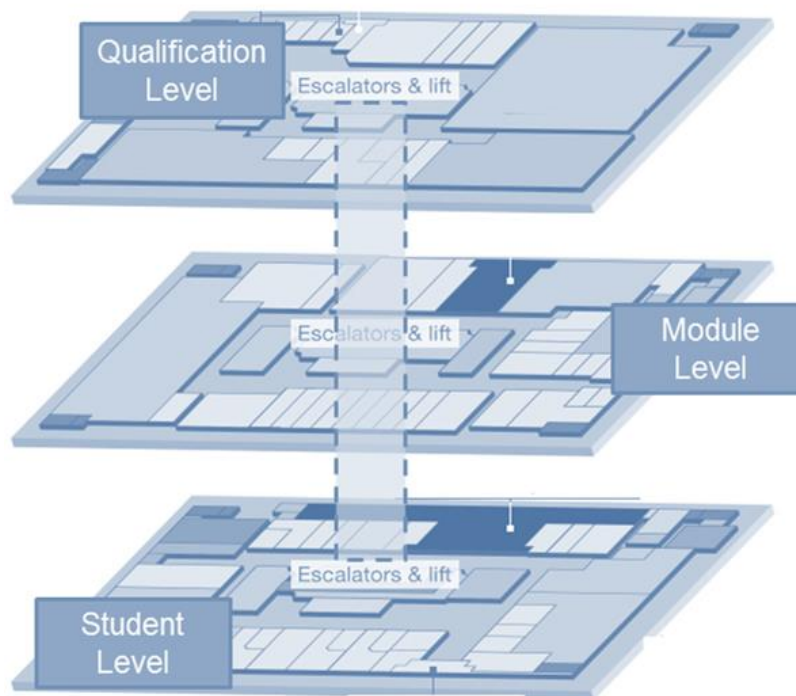 Qualification
Level
Escalators & lift
Escalators & lift
Module
Level
Escalators & lift
Student
Level